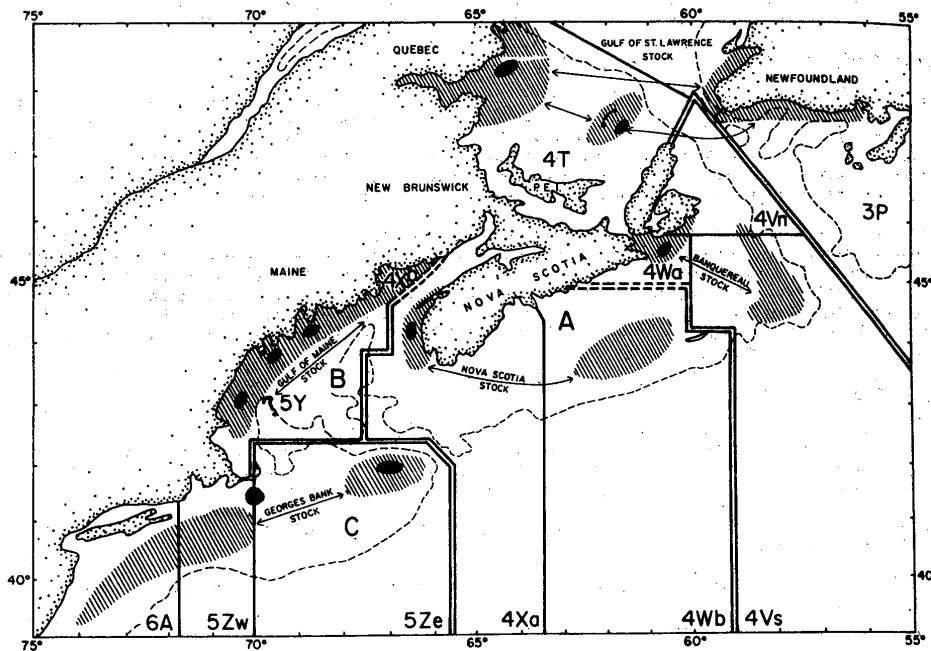 75°
70°
65°
60°
55°
QUEBEC
GULF OF ST. LAWRENCE
STOCK
NEWFOUNDLAND
4T
P.E.I.
NEW BRUNSWICK
3P
4Vn
45°
MAINE
4Xb
NOVA SCOTIA
4Wa
BANQUEREAU
STOCK
45°
A
GULF OF MAINE
STOCK
B
NOVA SCOTIA
STOCK
5Y
GEORGES BANK
STOCK
C
40°
40°
6A
5Zw
5Ze
4Xa
4Wb
4Vs
75°
70°
65°
60°
55°